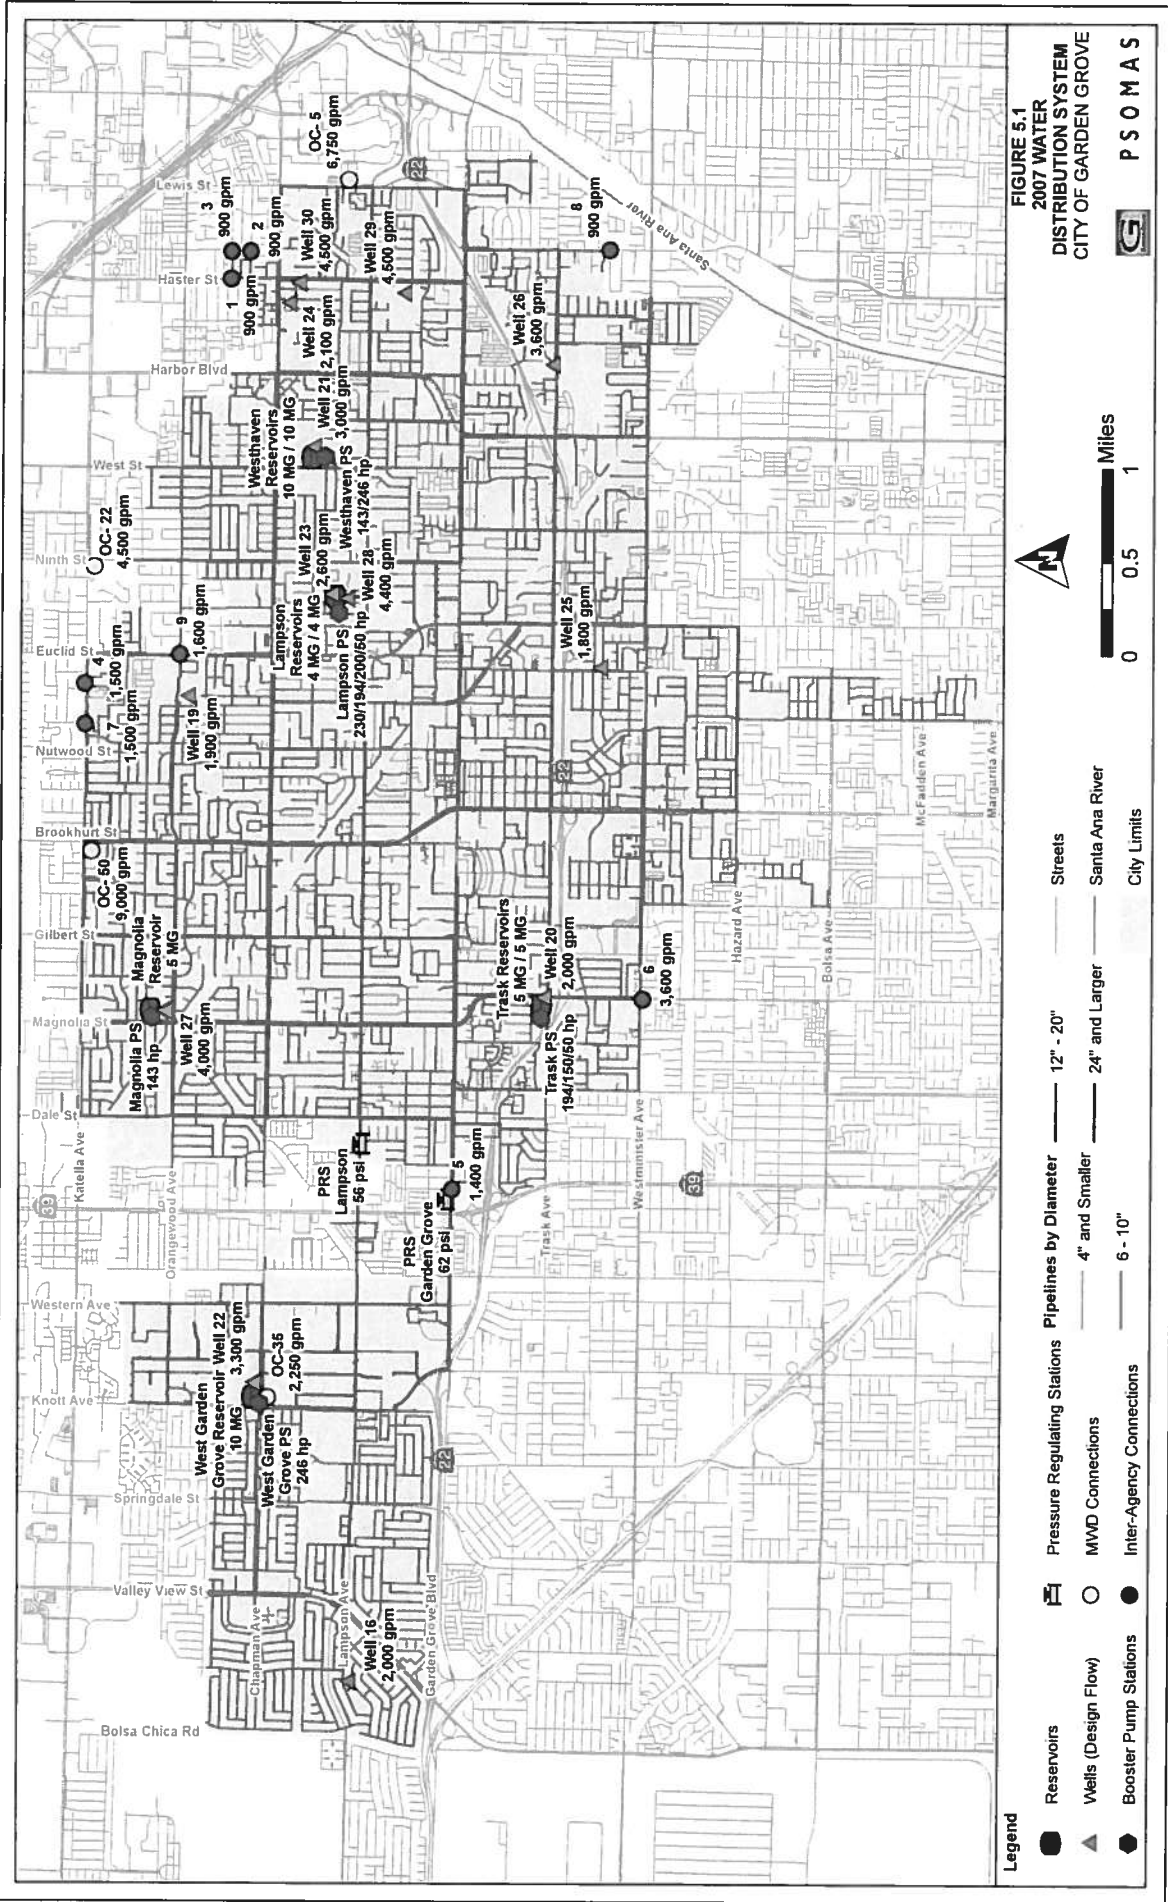 Katella Ave
Orangewood Ave
Chapman Ave
Lampson Ave
Garden Grove Blvd
Trask Ave
Westminister Ave
Hazard Ave
Bolsa Ave
McFadden Ave
Margarita Ave
Bolsa Chica Rd
Valley View St
Springdale St
Knott Ave
Western Ave
Dale St
Magnolia St
Gilbert St
Brookhurt St
Nutwood St
Euclid St
Ninth St
West St
Harbor Blvd
Haster St
Lewis St
Santa Ana River
39
39
22
22
22
Well 16
2,000 gpm
West Garden
Grove Reservoir
10 MG
Well 22
3,300 gpm
OC-35
2,250 gpm
West Garden
Grove PS
246 hp
PRS
Lampson
56 psi
PRS
Garden Grove
62 psi
5
1,400 gpm
Magnolia PS
143 hp
Magnolia
Reservoir
5 MG
Well 27
4,000 gpm
OC- 50
9,000 gpm
Trask Reservoirs
5 MG / 5 MG
Trask PS
194/150/50 hp
Well 20
2,000 gpm
6
3,600 gpm
7
1,500 gpm
4
1,500 gpm
Well 19
1,900 gpm
9
1,600 gpm
OC- 22
4,500 gpm
Lampson
Reservoirs
4 MG / 4 MG
Lampson PS
230/194/200/50 hp
Well 23
2,600 gpm
Well 28
4,400 gpm
Westhaven
Reservoirs
10 MG / 10 MG
Westhaven PS
143/246 hp
Well 21
3,000 gpm
Well 24
2,100 gpm
Well 30
4,500 gpm
Well 29
4,500 gpm
1
900 gpm
2
900 gpm
3
900 gpm
OC- 5
6,750 gpm
Well 25
1,800 gpm
Well 26
3,600 gpm
8
900 gpm
Legend
Reservoirs
Wells (Design Flow)
Booster Pump Stations
Pressure Regulating Stations
MWD Connections
Inter-Agency Connections
Pipelines by Diameter
4" and Smaller
6 - 10"
12" - 20"
24" and Larger
Streets
Santa Ana River
City Limits
N
0 0.5 1 Miles
FIGURE 5.1
2007 WATER
DISTRIBUTION SYSTEM
CITY OF GARDEN GROVE
G
PSOMAS